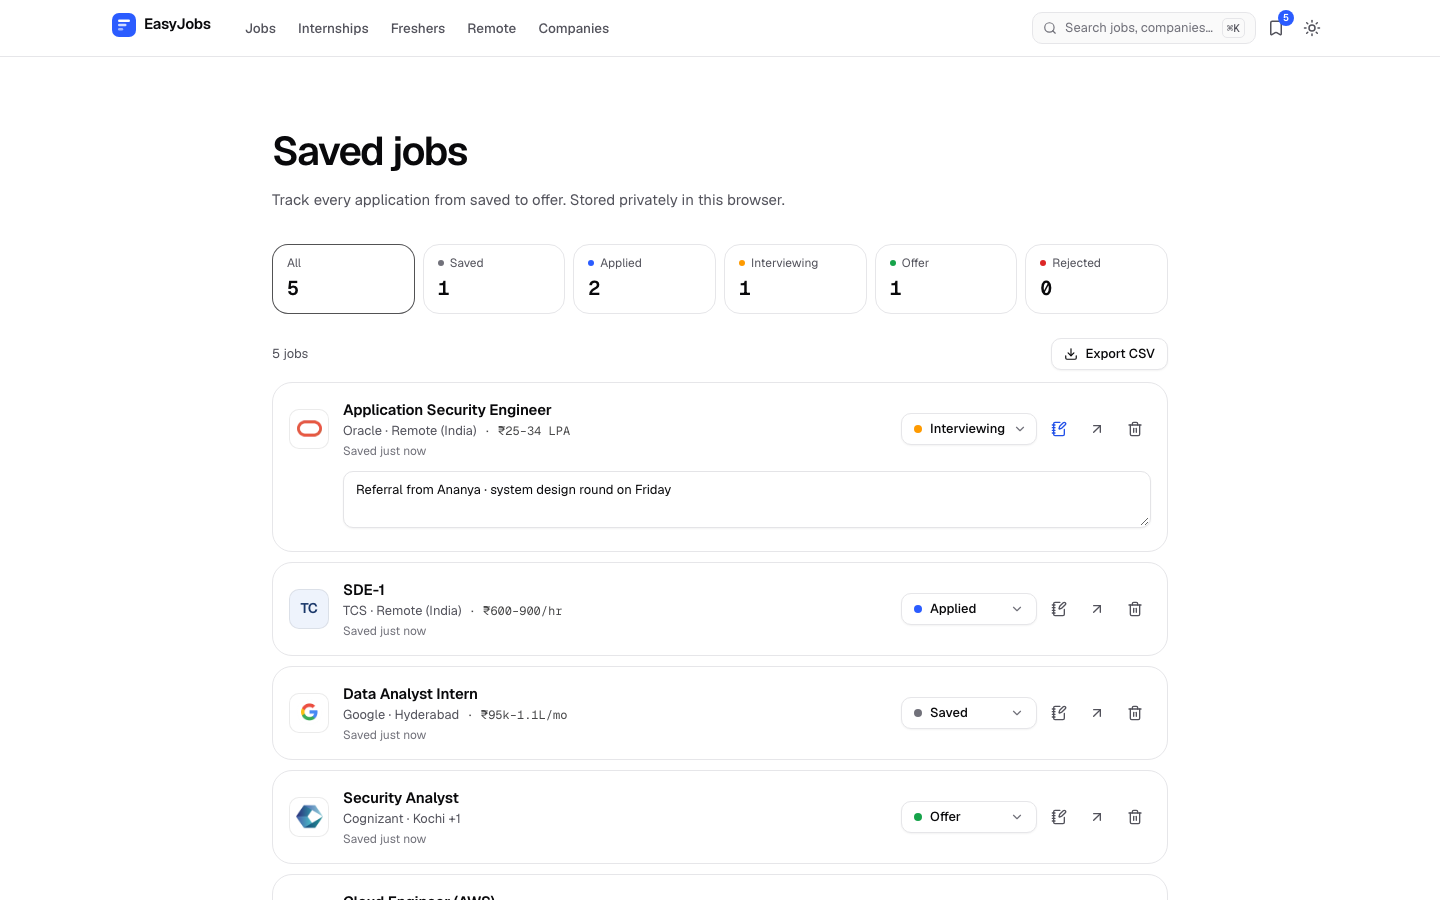 EasyJobs
Jobs Internships Freshers Remote Companies
Search jobs, companies... ⌘K
5
Saved jobs
Track every application from saved to offer. Stored privately in this browser.
All
5
Saved
1
Applied
2
Interviewing
1
Offer
1
Rejected
0
5 jobs
Export CSV
Application Security Engineer
Oracle · Remote (India) · ₹25–34 LPA
Saved just now
Interviewing
Referral from Ananya · system design round on Friday
TC
SDE-1
TCS · Remote (India) · ₹600–900/hr
Saved just now
Applied
Data Analyst Intern
Google · Hyderabad · ₹95k–1.1L/mo
Saved just now
Saved
Security Analyst
Cognizant · Kochi +1
Saved just now
Offer
Cloud Engineer (AWS)